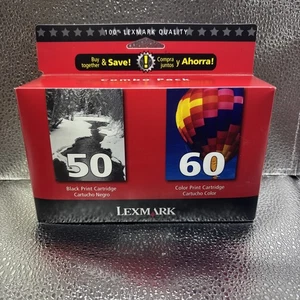 100% LEXMARK QUALITY
Buy together & Save! Compra juntos y Ahorra!
Combo Pack
50
Black Print Cartridge
Cartucho Negro
60
Color Print Cartridge
Cartucho Color
LEXMARK